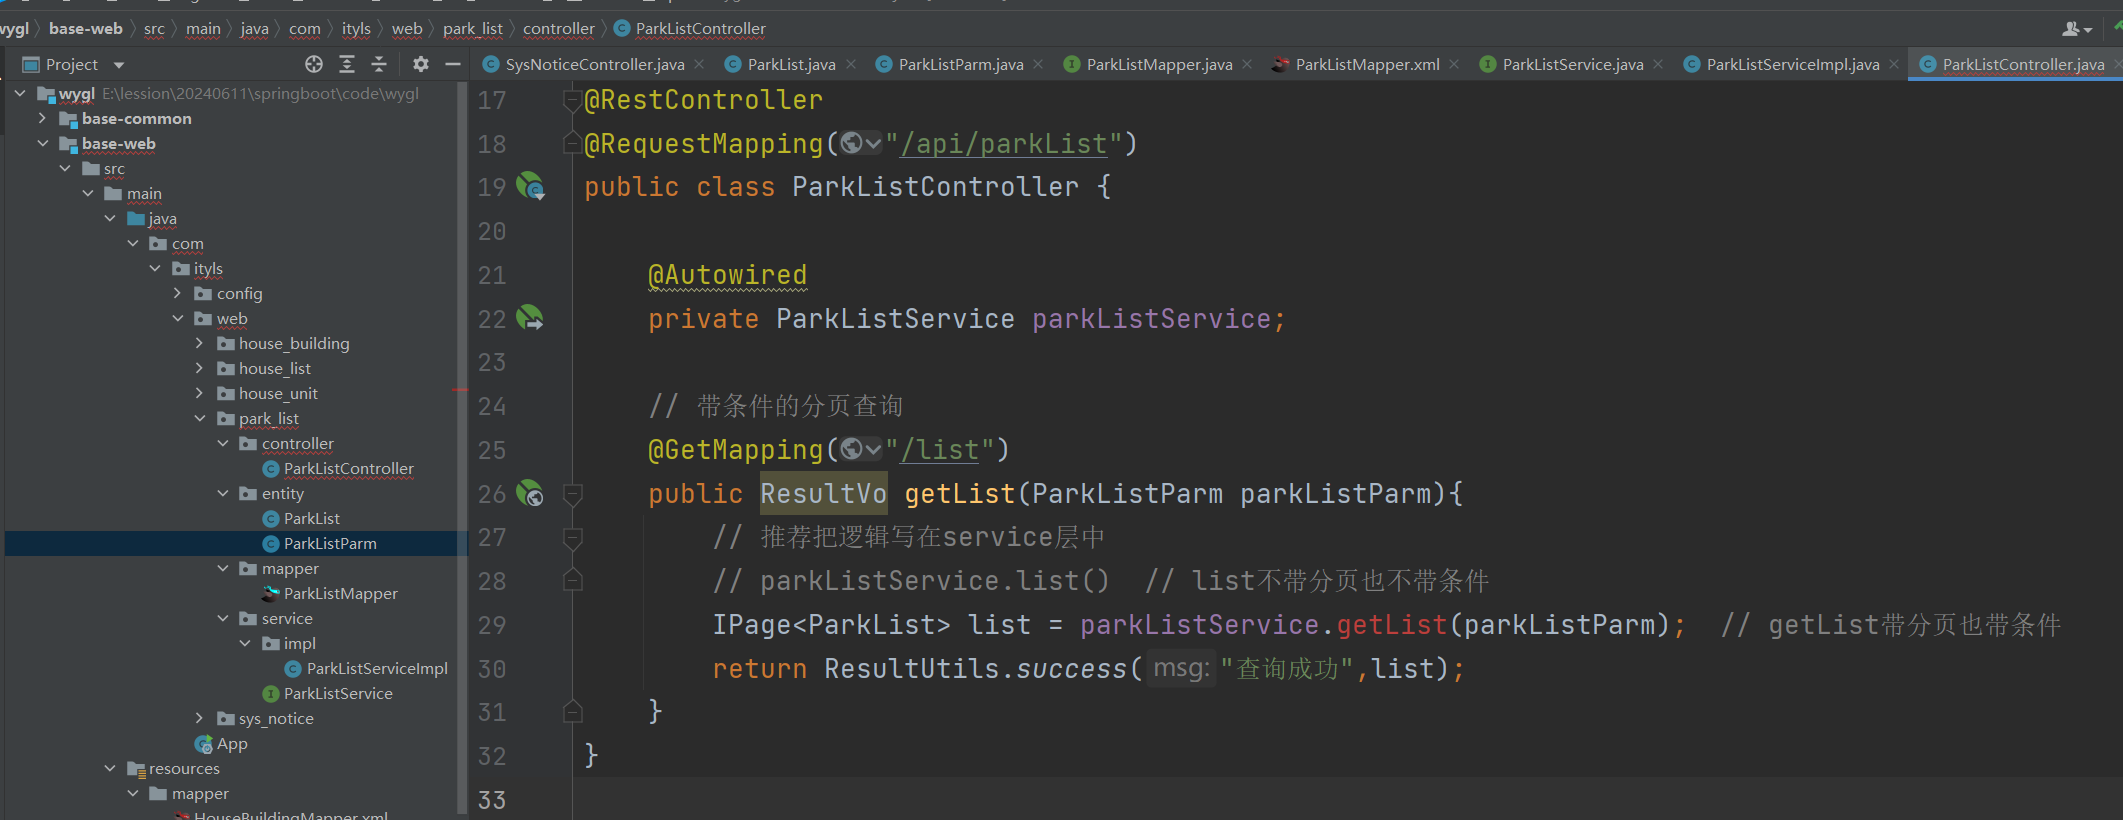 wygl › base-web › src › main › java › com › ityls › web › park_list › controller › ParkListController
Project
SysNoticeController.java ParkList.java ParkListParm.java ParkListMapper.java ParkListMapper.xml ParkListService.java ParkListServiceImpl.java ParkListController.java
wygl E:\lession\20240611\springboot\code\wygl
base-common
base-web
src
main
java
com
ityls
config
web
house_building
house_list
house_unit
park_list
controller
ParkListController
entity
ParkList
ParkListParm
mapper
ParkListMapper
service
impl
ParkListServiceImpl
ParkListService
sys_notice
App
resources
mapper
HouseBuildingMapper.xml
17 @RestController
18 @RequestMapping("/api/parkList")
19 public class ParkListController {
20
21 @Autowired
22 private ParkListService parkListService;
23
24 // 带条件的分页查询
25 @GetMapping("/list")
26 public ResultVo getList(ParkListParm parkListParm){
27 // 推荐把逻辑写在service层中
28 // parkListService.list() // list不带分页也不带条件
29 IPage<ParkList> list = parkListService.getList(parkListParm); // getList带分页也带条件
30 return ResultUtils.success( msg: "查询成功",list);
31 }
32 }
33